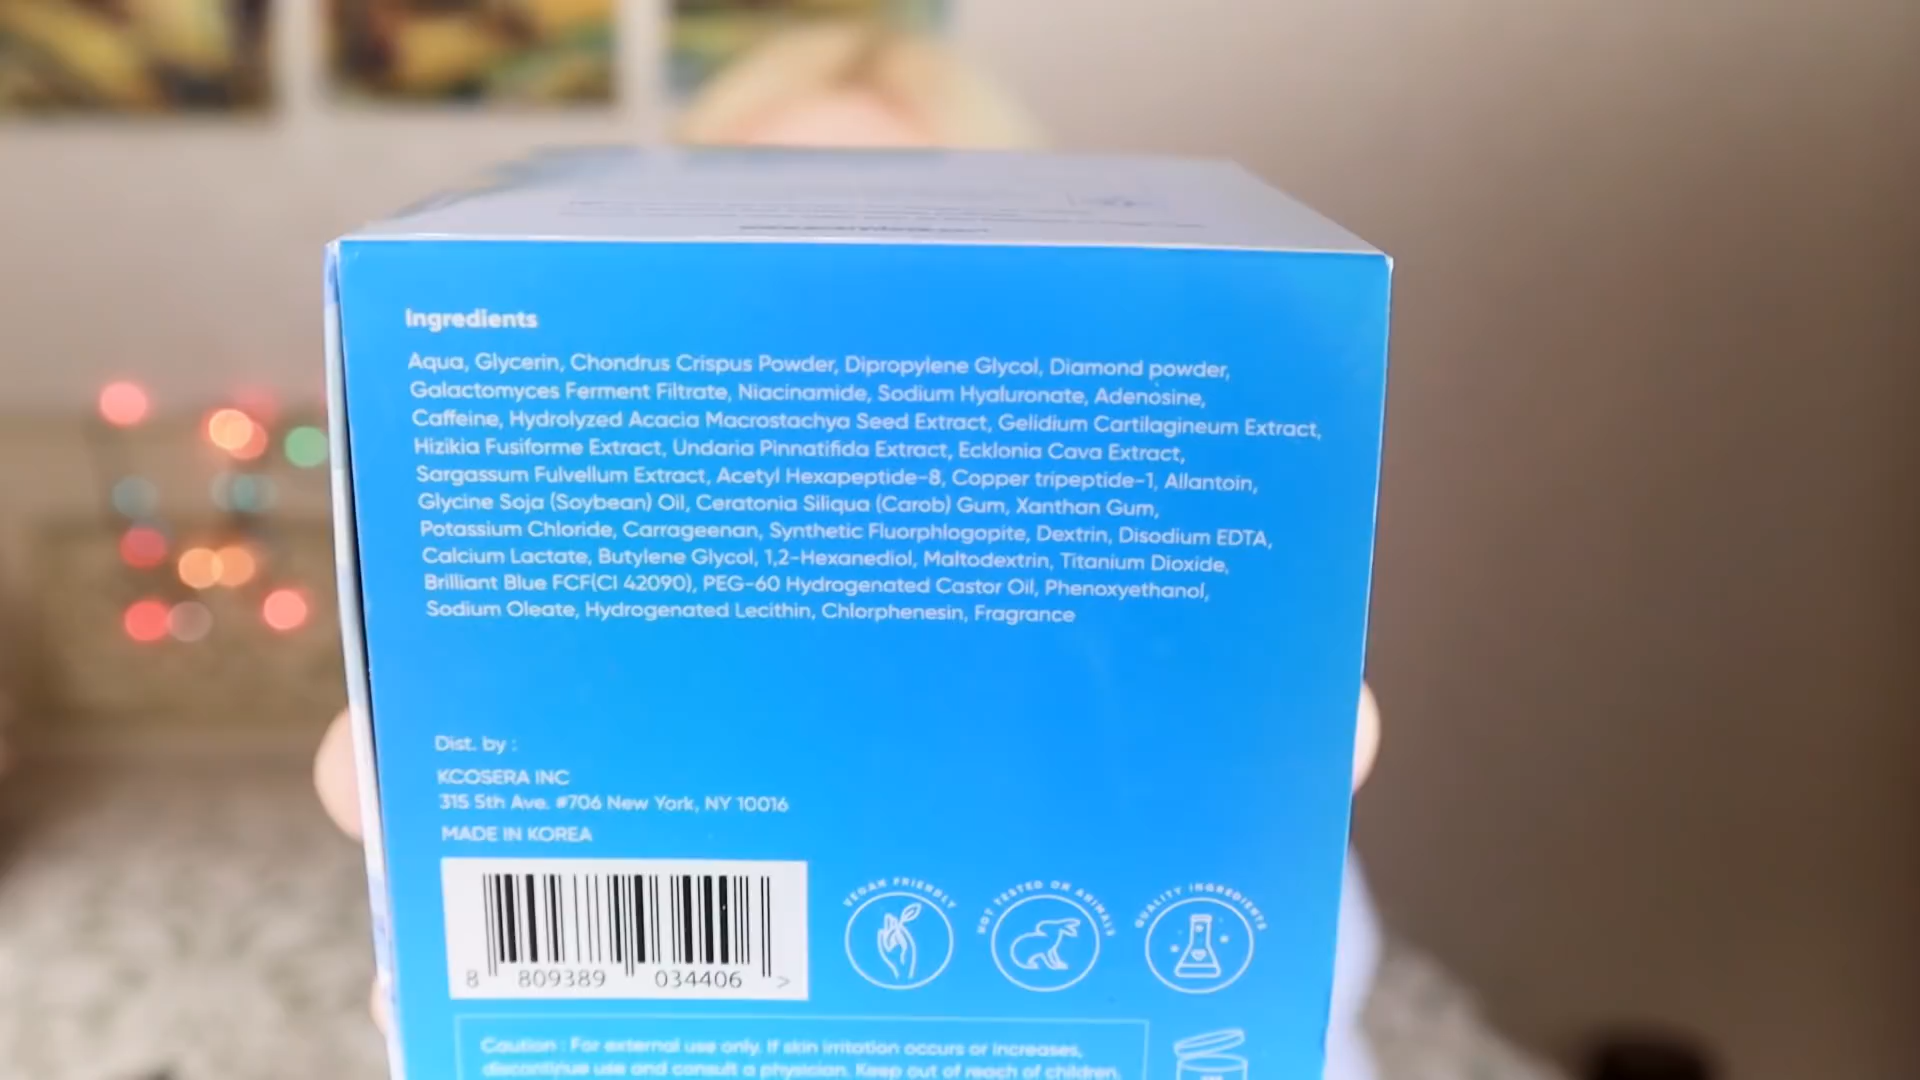 Ingredients
Aqua, Glycerin, Chondrus Crispus Powder, Dipropylene Glycol, Diamond powder,
Galactomyces Ferment Filtrate, Niacinamide, Sodium Hyaluronate, Adenosine,
Caffeine, Hydrolyzed Acacia Macrostachya Seed Extract, Gelidium Cartilagineum Extract,
Hizikia Fusiforme Extract, Undaria Pinnatifida Extract, Ecklonia Cava Extract,
Sargassum Fulvellum Extract, Acetyl Hexapeptide-8, Copper tripeptide-1, Allantoin,
Glycine Soja (Soybean) Oil, Ceratonia Siliqua (Carob) Gum, Xanthan Gum,
Potassium Chloride, Carrageenan, Synthetic Fluorphlogopite, Dextrin, Disodium EDTA,
Calcium Lactate, Butylene Glycol, 1,2-Hexanediol, Maltodextrin, Titanium Dioxide,
Brilliant Blue FCF(CI 42090), PEG-60 Hydrogenated Castor Oil, Phenoxyethanol,
Sodium Oleate, Hydrogenated Lecithin, Chlorphenesin, Fragrance
Dist. by :
KCOSERA INC
315 5th Ave. #706 New York, NY 10016
MADE IN KOREA
8 809389 034406 >
VEGAN FRIENDLY
NOT TESTED ON ANIMALS
QUALITY INGREDIENTS
Caution : For external use only. If skin irritation occurs or increases,
discontinue use and consult a physician. Keep out of reach of children.